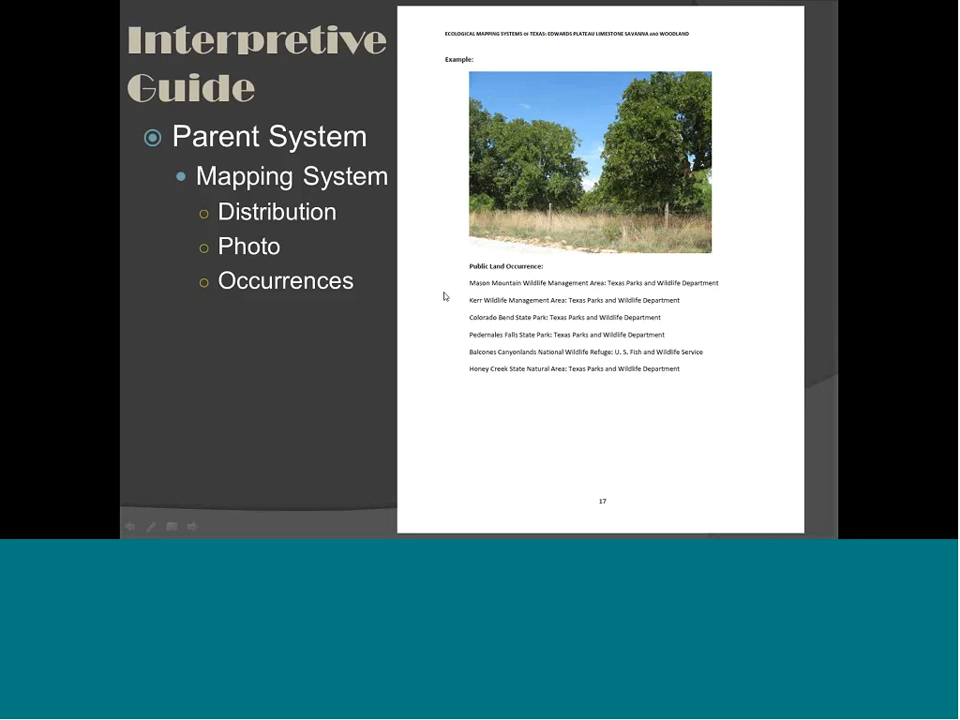 Interpretive
Guide
Parent System
Mapping System
Distribution
Photo
Occurrences
ECOLOGICAL MAPPING SYSTEMS OF TEXAS: EDWARDS PLATEAU LIMESTONE SAVANNA AND WOODLAND
Example:
Public Land Occurrence:
Mason Mountain Wildlife Management Area: Texas Parks and Wildlife Department
Kerr Wildlife Management Area: Texas Parks and Wildlife Department
Colorado Bend State Park: Texas Parks and Wildlife Department
Pedernales Falls State Park: Texas Parks and Wildlife Department
Balcones Canyonlands National Wildlife Refuge: U. S. Fish and Wildlife Service
Honey Creek State Natural Area: Texas Parks and Wildlife Department
17